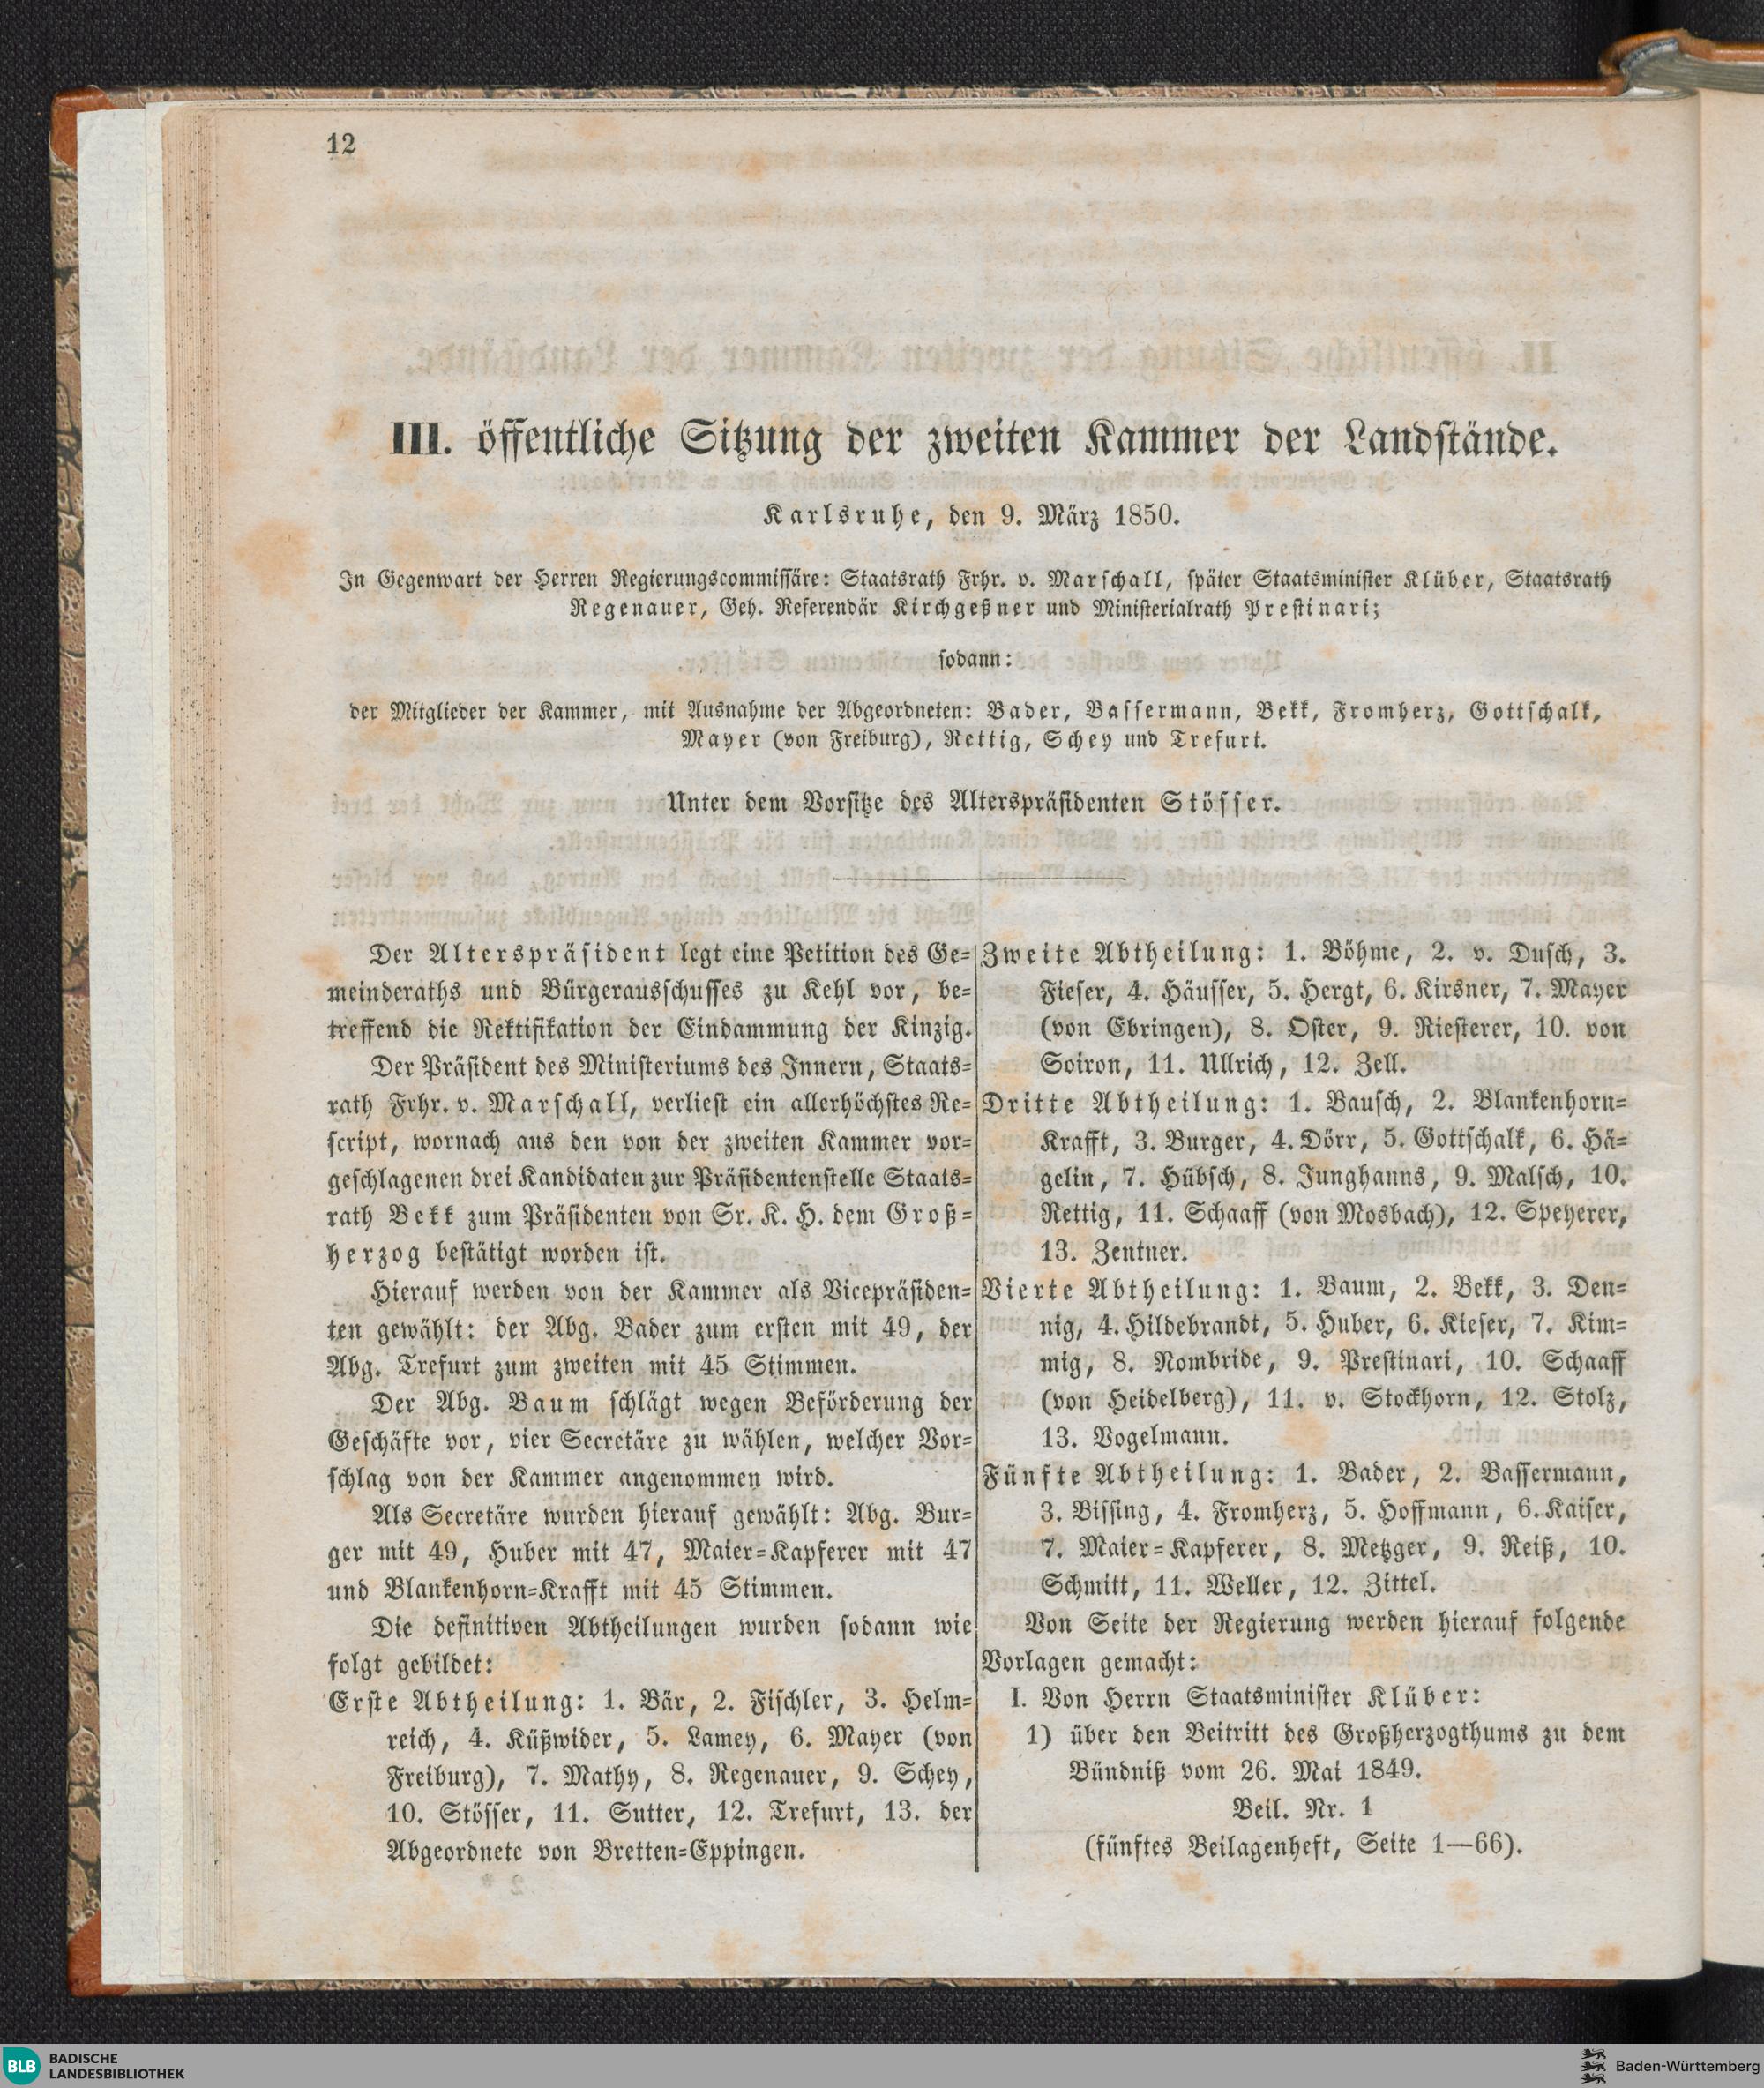 12
III. öffentliche Sitzung der zweiten Kammer der Landstände.
Karlsruhe, den 9. März 1850.
In Gegenwart der Herren Regierungscommissäre: Staatsrath Frhr. v. Marschall, später Staatsminister Klüber, Staatsrath
Regenauer, Geh. Referendär Kirchgeßner und Ministerialrath Prestinari;
sodann:
der Mitglieder der Kammer, mit Ausnahme der Abgeordneten: Bader, Bassermann, Bekk, Fromherz, Gottschalk,
Mayer (von Freiburg), Rettig, Schey und Trefurt.
Unter dem Vorsitze des Alterspräsidenten Stösser.
Der Alterspräsident legt eine Petition des Ge-
meinderaths und Bürgerausschusses zu Kehl vor, be-
treffend die Rektifikation der Eindammung der Kinzig.
Der Präsident des Ministeriums des Innern, Staats-
rath Frhr. v. Marschall, verliest ein allerhöchstes Re-
script, wornach aus den von der zweiten Kammer vor-
geschlagenen drei Kandidaten zur Präsidentenstelle Staats-
rath Bekk zum Präsidenten von Sr. K. H. dem Groß-
herzog bestätigt worden ist.
Hierauf werden von der Kammer als Vicepräsiden-
ten gewählt: der Abg. Bader zum ersten mit 49, der
Abg. Trefurt zum zweiten mit 45 Stimmen.
Der Abg. Baum schlägt wegen Beförderung der
Geschäfte vor, vier Secretäre zu wählen, welcher Vor-
schlag von der Kammer angenommen wird.
Als Secretäre wurden hierauf gewählt: Abg. Bur-
ger mit 49, Huber mit 47, Maier-Kapferer mit 47
und Blankenhorn-Krafft mit 45 Stimmen.
Die definitiven Abtheilungen wurden sodann wie
folgt gebildet:
Erste Abtheilung: 1. Bär, 2. Fischler, 3. Helm-
reich, 4. Küßwider, 5. Lamey, 6. Mayer (von
Freiburg), 7. Mathy, 8. Regenauer, 9. Schey,
10. Stösser, 11. Sutter, 12. Trefurt, 13. der
Abgeordnete von Bretten-Eppingen.
Zweite Abtheilung: 1. Böhme, 2. v. Dusch, 3.
Fieser, 4. Häusser, 5. Hergt, 6. Kirsner, 7. Mayer
(von Ebringen), 8. Oster, 9. Riesterer, 10. von
Soiron, 11. Ullrich, 12. Zell.
Dritte Abtheilung: 1. Bausch, 2. Blankenhorn-
Krafft, 3. Burger, 4. Dörr, 5. Gottschalk, 6. Hä-
gelin, 7. Hübsch, 8. Junghanns, 9. Malsch, 10.
Rettig, 11. Schaaff (von Mosbach), 12. Speyerer,
13. Zentner.
Vierte Abtheilung: 1. Baum, 2. Bekk, 3. Den-
nig, 4. Hildebrandt, 5. Huber, 6. Kieser, 7. Kim-
mig, 8. Nombride, 9. Prestinari, 10. Schaaff
(von Heidelberg), 11. v. Stockhorn, 12. Stolz,
13. Vogelmann.
Fünfte Abtheilung: 1. Bader, 2. Bassermann,
3. Bissing, 4. Fromherz, 5. Hoffmann, 6. Kaiser,
7. Maier-Kapferer, 8. Metzger, 9. Reiß, 10.
Schmitt, 11. Weller, 12. Zittel.
Von Seite der Regierung werden hierauf folgende
Vorlagen gemacht:
I. Von Herrn Staatsminister Klüber:
1) über den Beitritt des Großherzogthums zu dem
Bündniß vom 26. Mai 1849.
Beil. Nr. 1
(fünftes Beilagenheft, Seite 1—66).
BLB
BADISCHE
LANDESBIBLIOTHEK
Baden-Württemberg